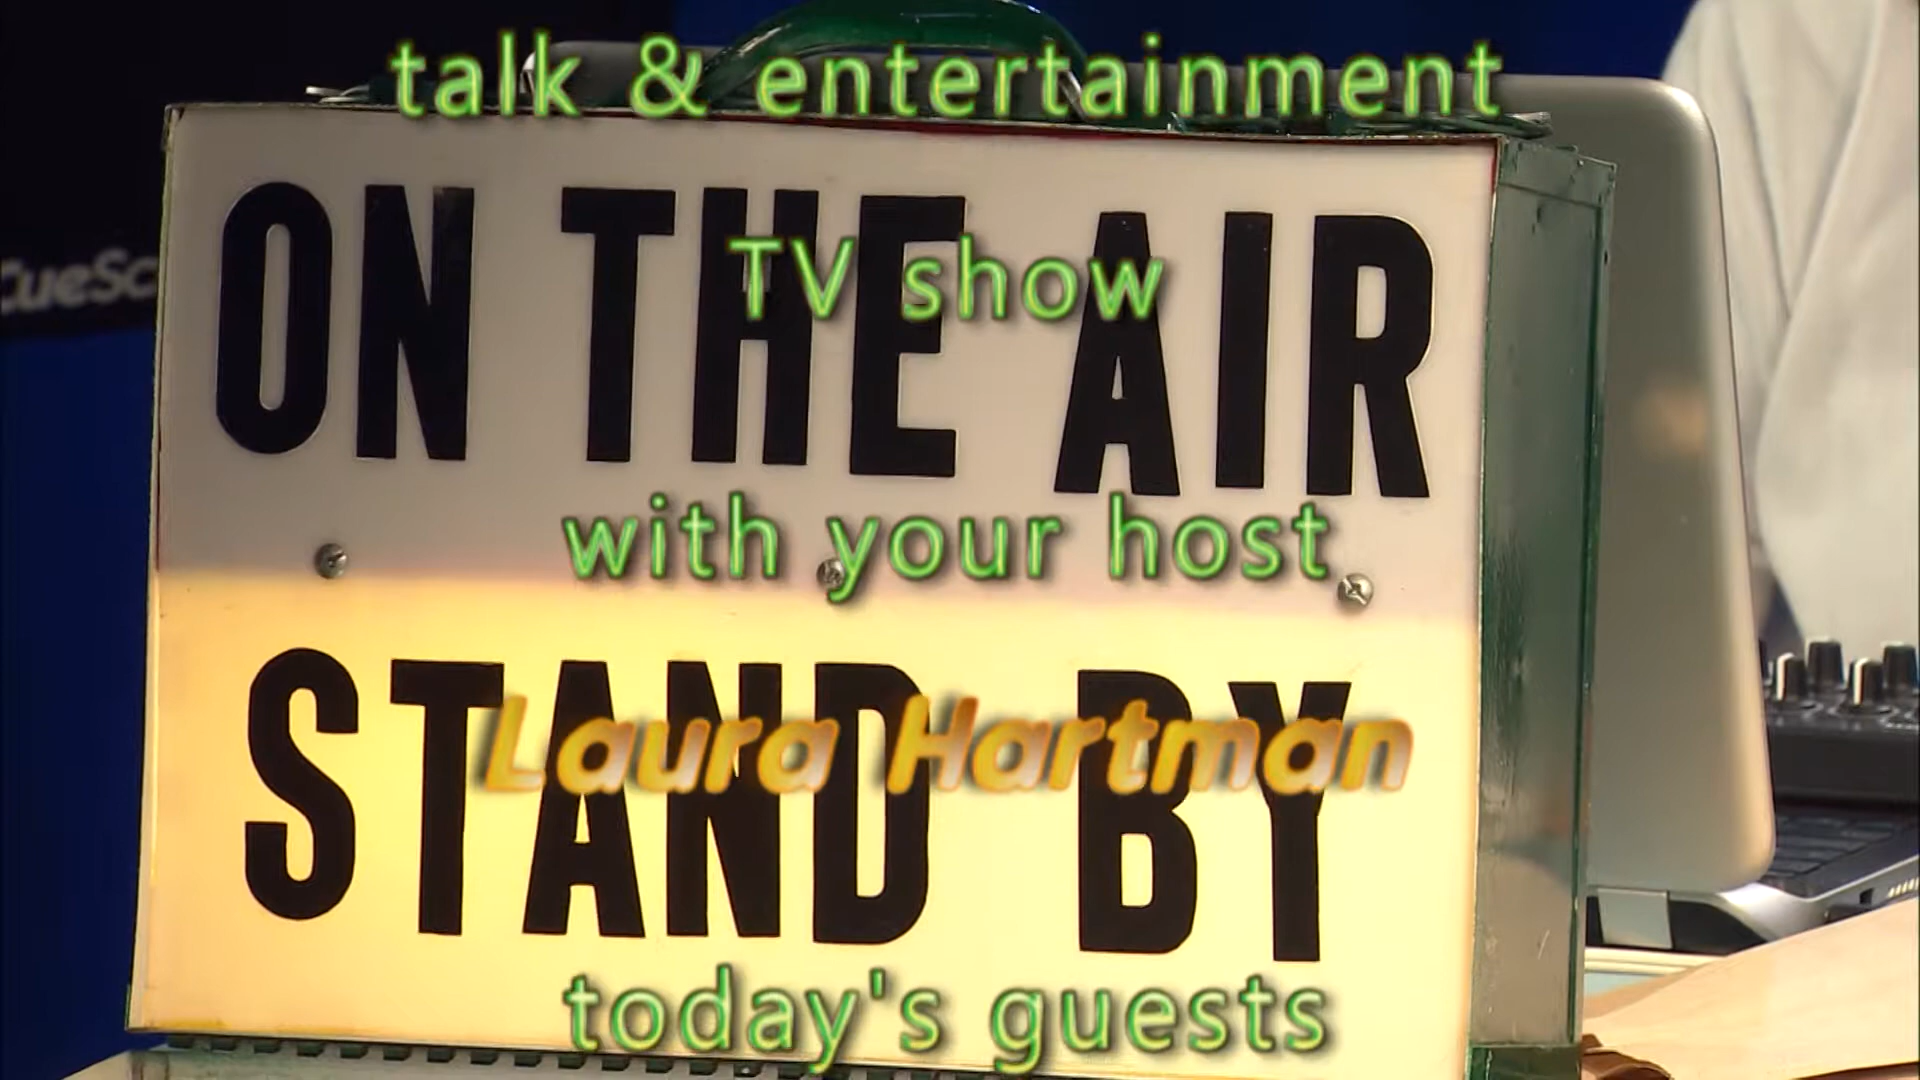 talk & entertainment
ON THE AIR
TV show
with your host
STAND BY
Laura Hartman
today's guests